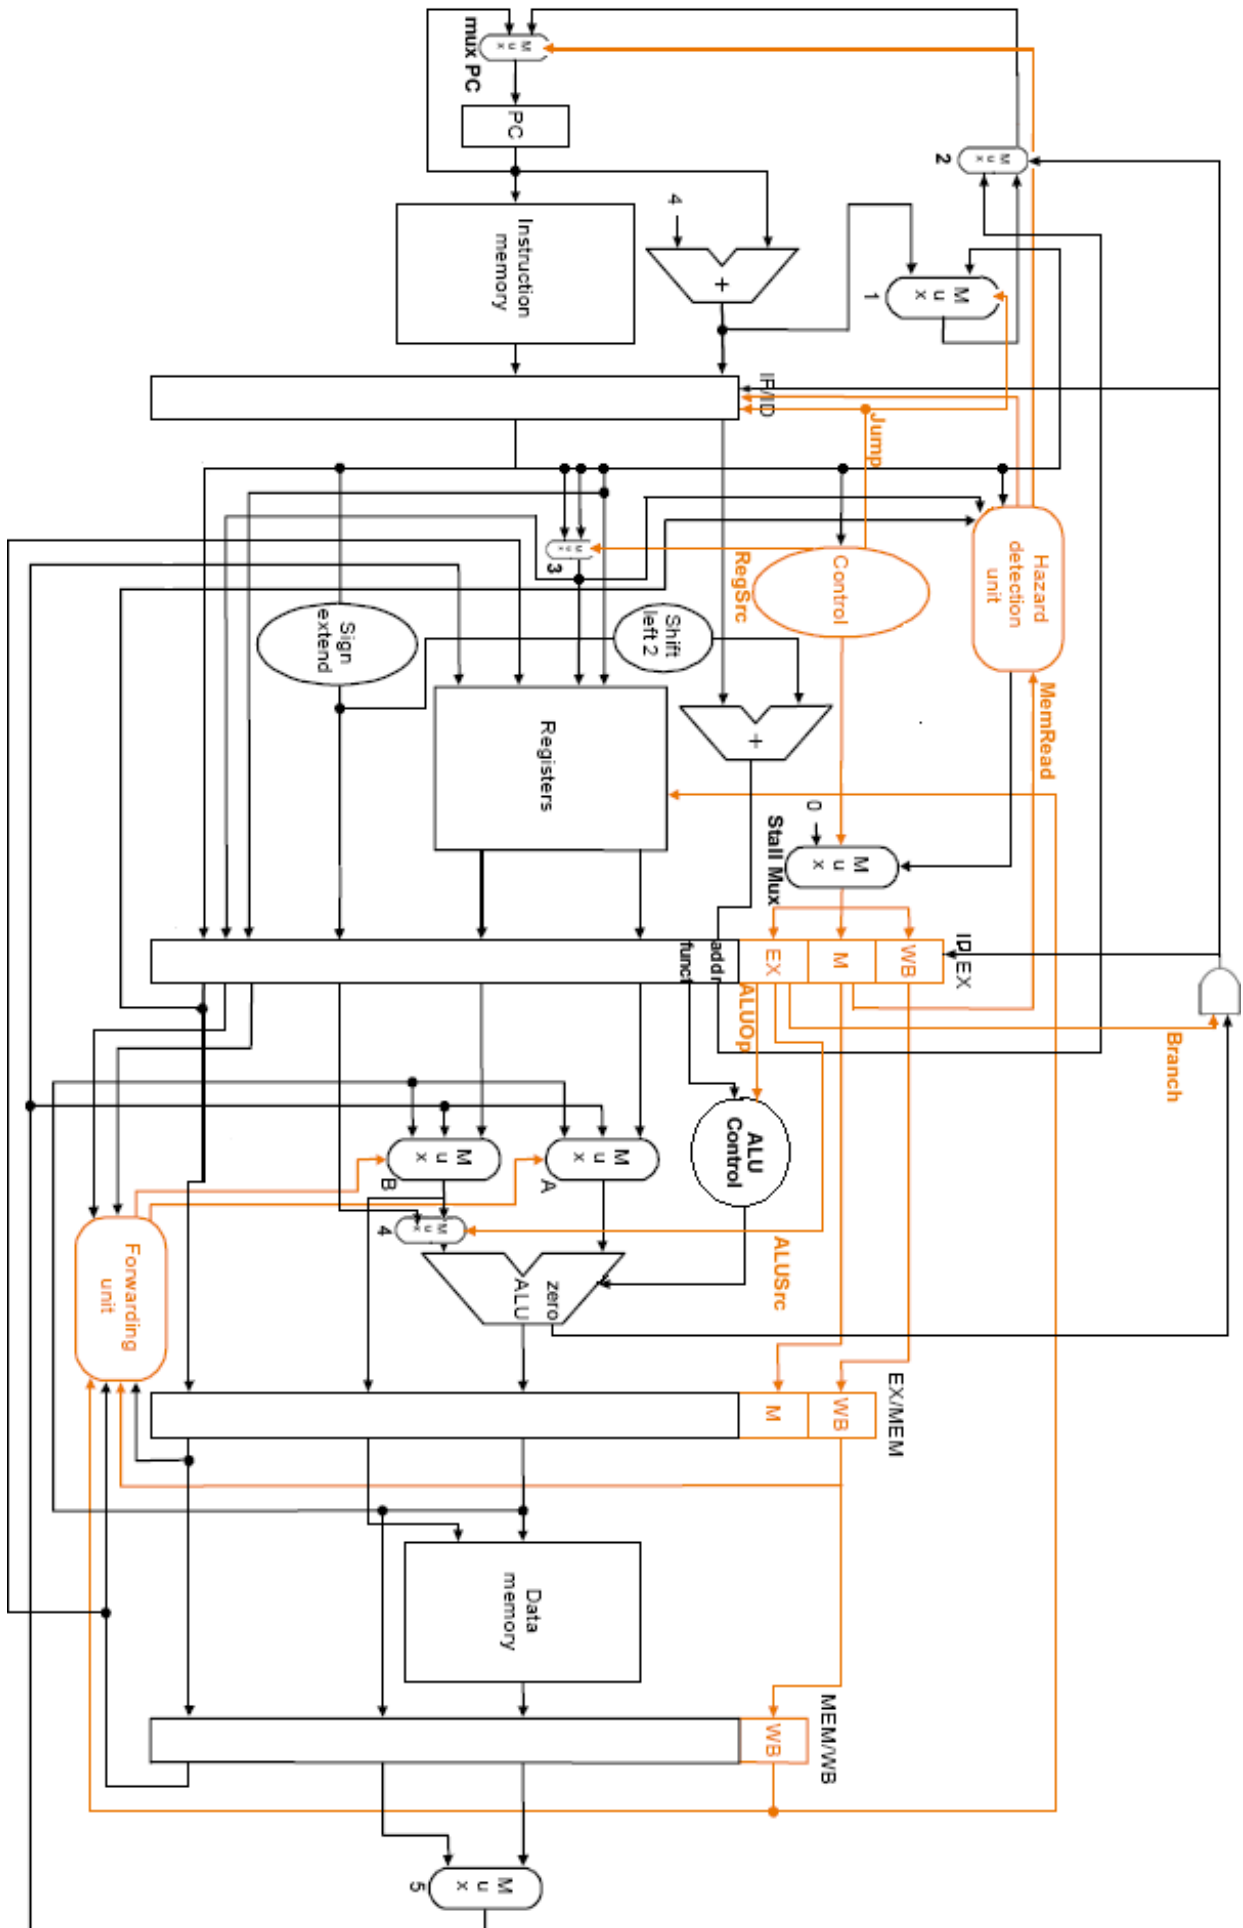 M
u
x
mux PC
PC
M
u
x
2
4
Instruction
memory
+
M
u
x
1
IF/ID
Jump
M
u
x
3
RegSrc
Control
Hazard
detection
unit
Sign
extend
Shift
left 2
MemRead
Registers
+
0
M
u
x
Stall Mux
ID_EX
funct
addr
EX
M
WB
ALUOp
Branch
ALU
Control
M
u
x
B
M
u
x
A
M
u
x
4
ALUSrc
Forwarding
unit
zero
ALU
M
WB
EX/MEM
Data
memory
WB
MEM/WB
M
u
x
5